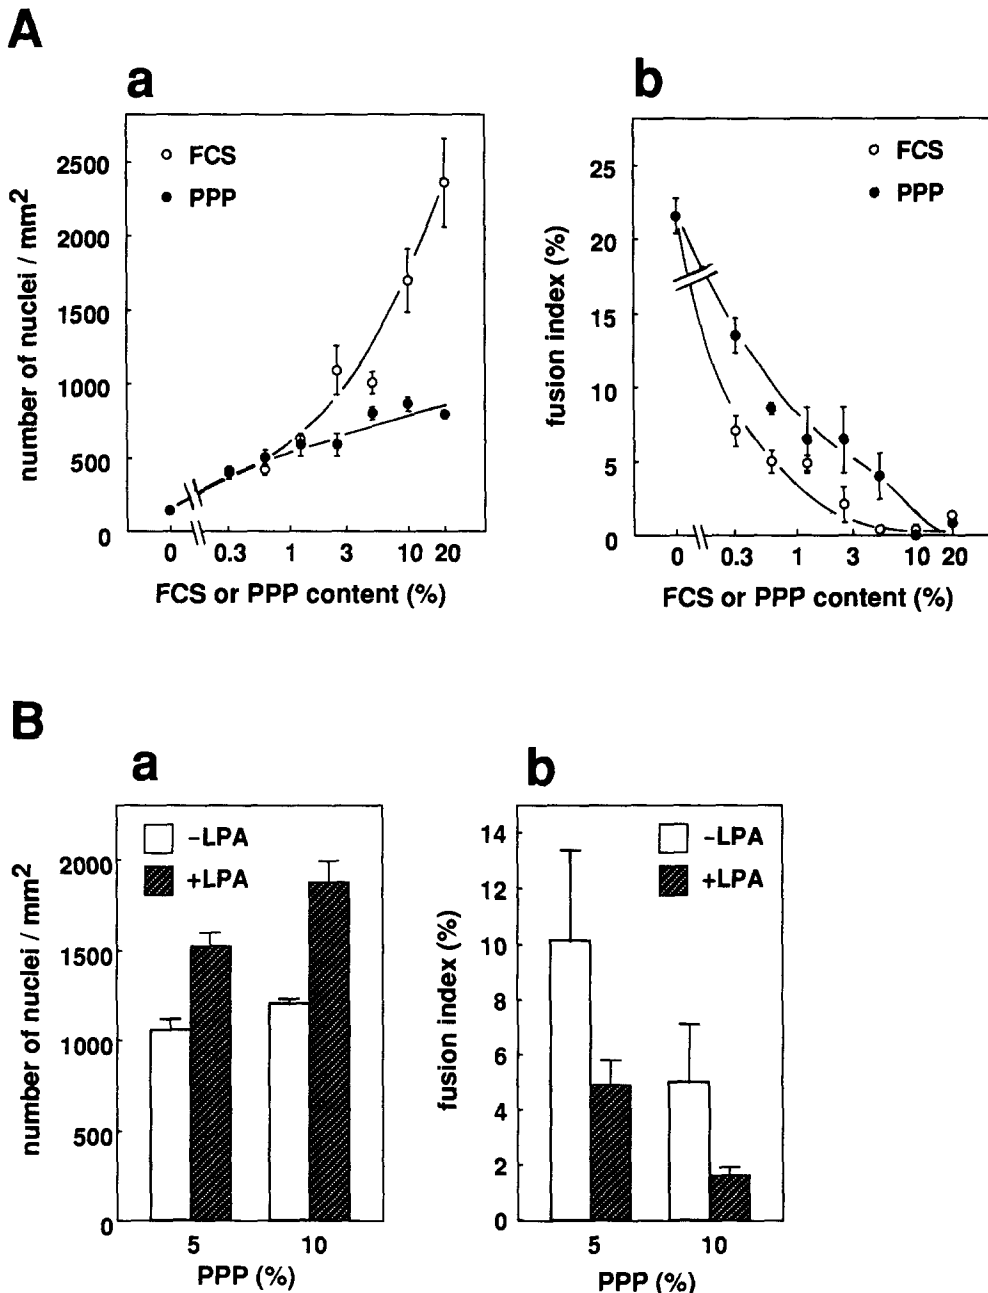 A
a
FCS
PPP
2500
2000
1500
1000
500
0
number of nuclei / mm2
0 0.3 1 3 10 20
FCS or PPP content (%)
b
FCS
PPP
25
20
15
10
5
0
fusion index (%)
0 0.3 1 3 10 20
FCS or PPP content (%)
B
a
-LPA
+LPA
2000
1500
1000
500
0
number of nuclei / mm2
5 10
PPP (%)
b
-LPA
+LPA
14
12
10
8
6
4
2
0
fusion index (%)
5 10
PPP (%)